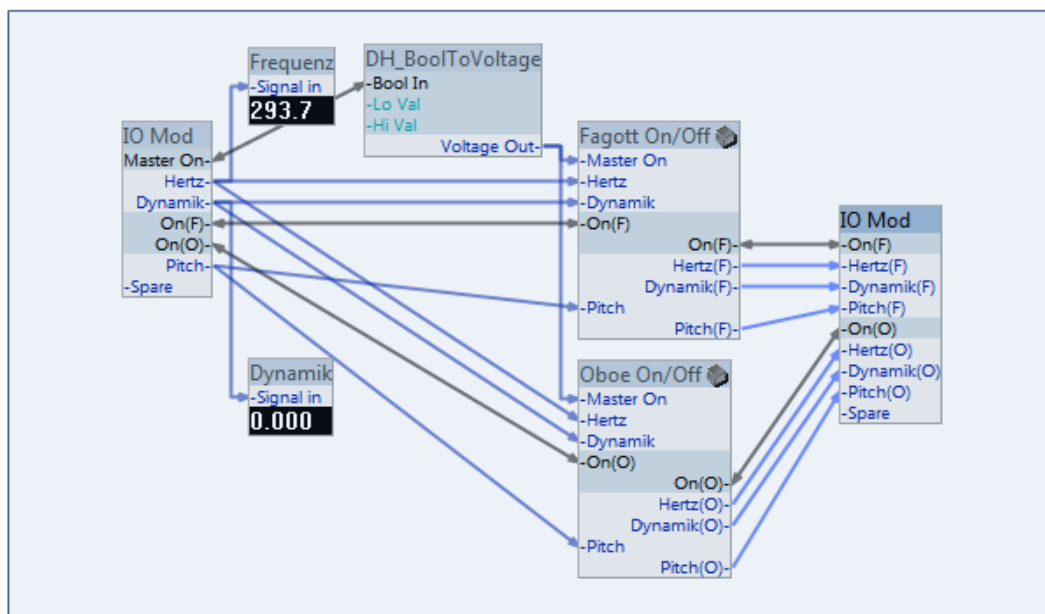 Frequenz
-Signal in
293.7
DH_BoolToVoltage
-Bool In
-Lo Val
-Hi Val
Voltage Out-
IO Mod
Master On-
Hertz-
Dynamik-
On(F)-
On(O)-
Pitch-
-Spare
Dynamik
-Signal in
0.000
Fagott On/Off
-Master On
-Hertz
-Dynamik
-On(F)
On(F)-
Hertz(F)-
Dynamik(F)-
-Pitch
Pitch(F)-
Oboe On/Off
-Master On
-Hertz
-Dynamik
-On(O)
On(O)-
Hertz(O)-
Dynamik(O)-
-Pitch
Pitch(O)-
IO Mod
-On(F)
-Hertz(F)
-Dynamik(F)
-Pitch(F)
-On(O)
-Hertz(O)
-Dynamik(O)
-Pitch(O)
-Spare